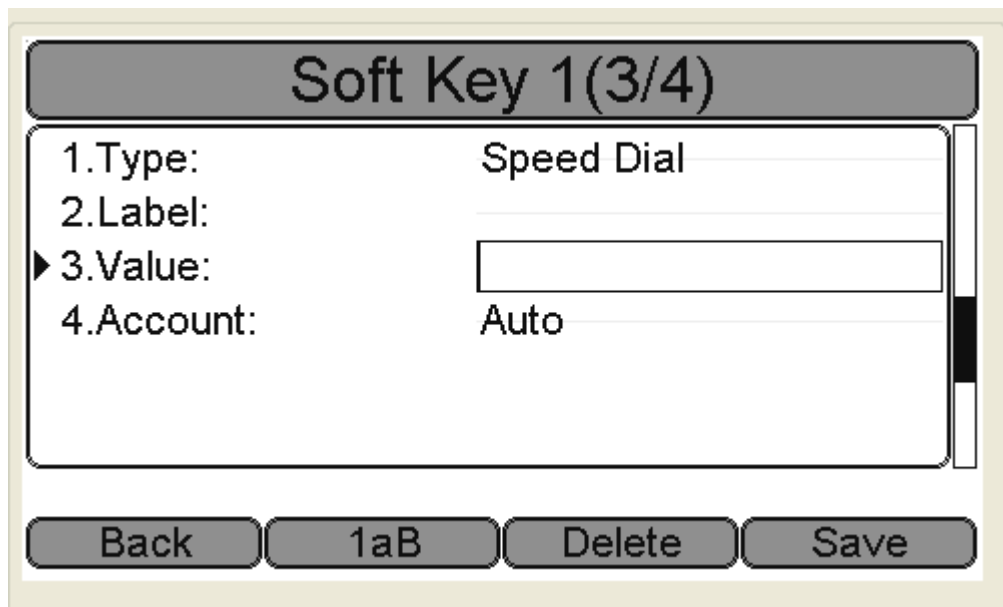 Soft Key 1(3/4)
1.Type: Speed Dial
2.Label:
3.Value:
4.Account: Auto
Back 1aB Delete Save